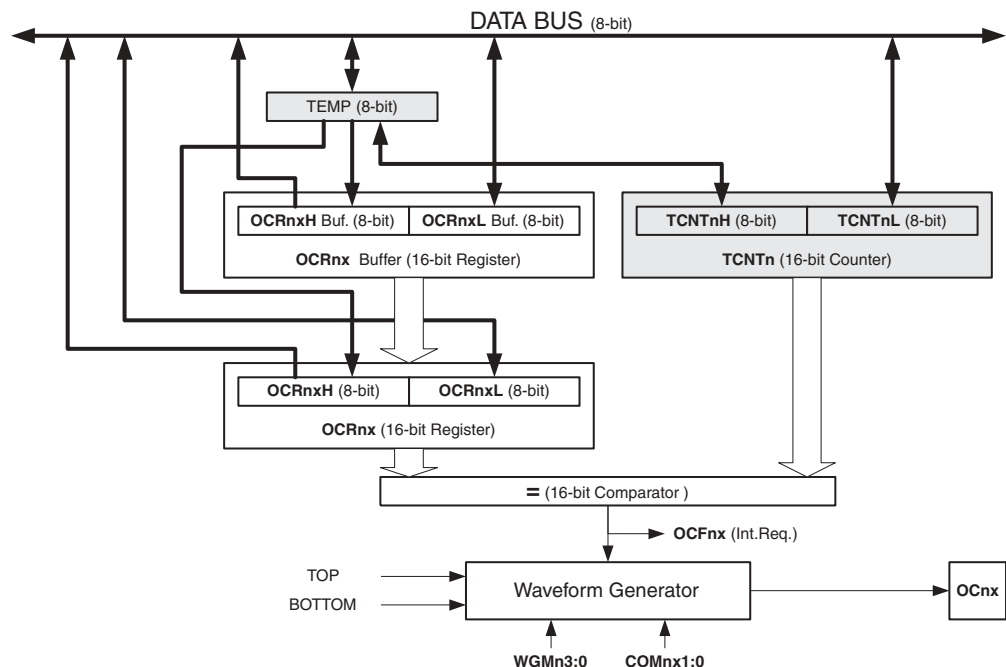 DATA BUS (8-bit)
TEMP (8-bit)
OCRnxH Buf. (8-bit) OCRnxL Buf. (8-bit)
OCRnx Buffer (16-bit Register)
TCNTnH (8-bit) TCNTnL (8-bit)
TCNTn (16-bit Counter)
OCRnxH (8-bit) OCRnxL (8-bit)
OCRnx (16-bit Register)
= (16-bit Comparator )
OCFnx (Int.Req.)
TOP
BOTTOM
Waveform Generator
OCnx
WGMn3:0 COMnx1:0